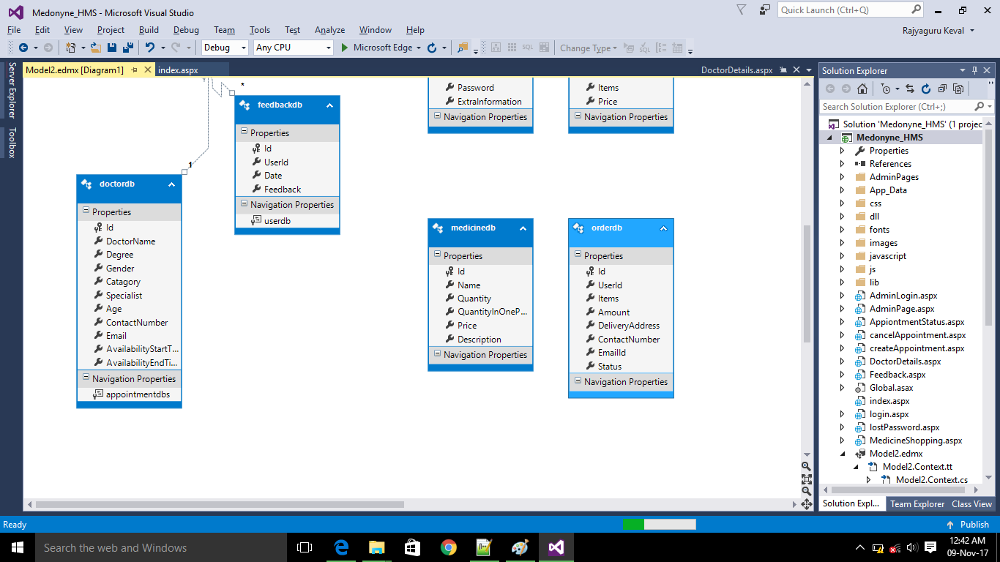 Medonyne_HMS - Microsoft Visual Studio
Quick Launch (Ctrl+Q)
File Edit View Project Build Debug Team Tools Test Analyze Window Help
Rajyaguru Keval
Debug Any CPU Microsoft Edge SQL Change Type SQL
Server Explorer
Toolbox
Model2.edmx [Diagram1] index.aspx DoctorDetails.aspx
*
1
feedbackdb
Properties
Id
UserId
Date
Feedback
Navigation Properties
userdb
doctordb
Properties
Id
DoctorName
Degree
Gender
Catagory
Specialist
Age
ContactNumber
Email
AvailabilityStartT...
AvailabilityEndTi...
Navigation Properties
appointmentdbs
Password
ExtraInformation
Navigation Properties
Items
Price
Navigation Properties
medicinedb
Properties
Id
Name
Quantity
QuantityInOneP...
Price
Description
Navigation Properties
orderdb
Properties
Id
UserId
Items
Amount
DeliveryAddress
ContactNumber
EmailId
Status
Navigation Properties
Solution Explorer
Search Solution Explorer (Ctrl+;)
Solution 'Medonyne_HMS' (1 projec
Medonyne_HMS
Properties
References
AdminPages
App_Data
css
dll
fonts
images
javascript
js
lib
AdminLogin.aspx
AdminPage.aspx
AppiontmentStatus.aspx
cancelAppointment.aspx
createAppointment.aspx
DoctorDetails.aspx
Feedback.aspx
Global.asax
index.aspx
login.aspx
lostPassword.aspx
MedicineShopping.aspx
Model2.edmx
Model2.Context.tt
Model2.Context.cs
Solution Expl... Team Explorer Class View
Ready
Publish
Search the web and Windows
12:42 AM
09-Nov-17